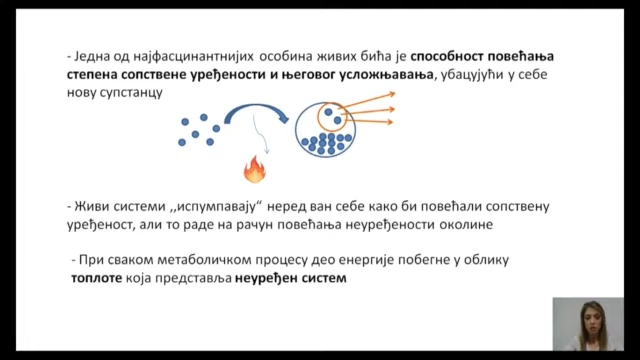 - Једна од најфасцинантнијих особина живих бића је способност повећања
степена сопствене уређености и његовог усложњавања, убацујући у себе
нову супстанцу
- Живи системи ,,испумпавају“ неред ван себе како би повећали сопствену
уређеност, али то раде на рачун повећања неуређености околине
- При сваком метаболичком процесу део енергије побегне у облику
топлоте која представља неуређен систем